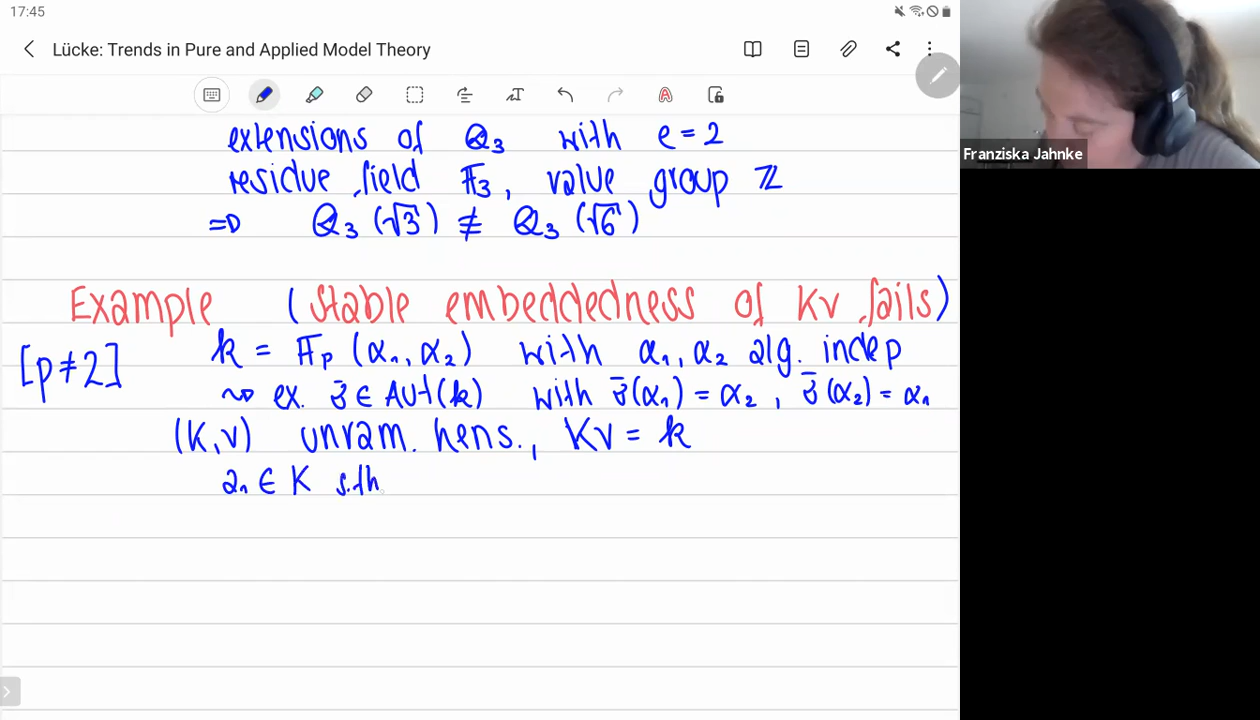 17:45
Lücke: Trends in Pure and Applied Model Theory
extensions of ℚ₃ with e = 2
residue field 𝔽₃, value group ℤ
⇒ ℚ₃(√3) ≢ ℚ₃(√6)
Example (stable embeddedness of Kv fails)
[p≠2] k = 𝔽p(α₁, α₂) with α₁, α₂ alg. indep
⇝ ex. σ̄ ∈ Aut(k) with σ̄(α₁) = α₂, σ̄(α₂) = α₁
(K, v) unram. hens., Kv = k
a₁ ∈ K s.th
Franziska Jahnke